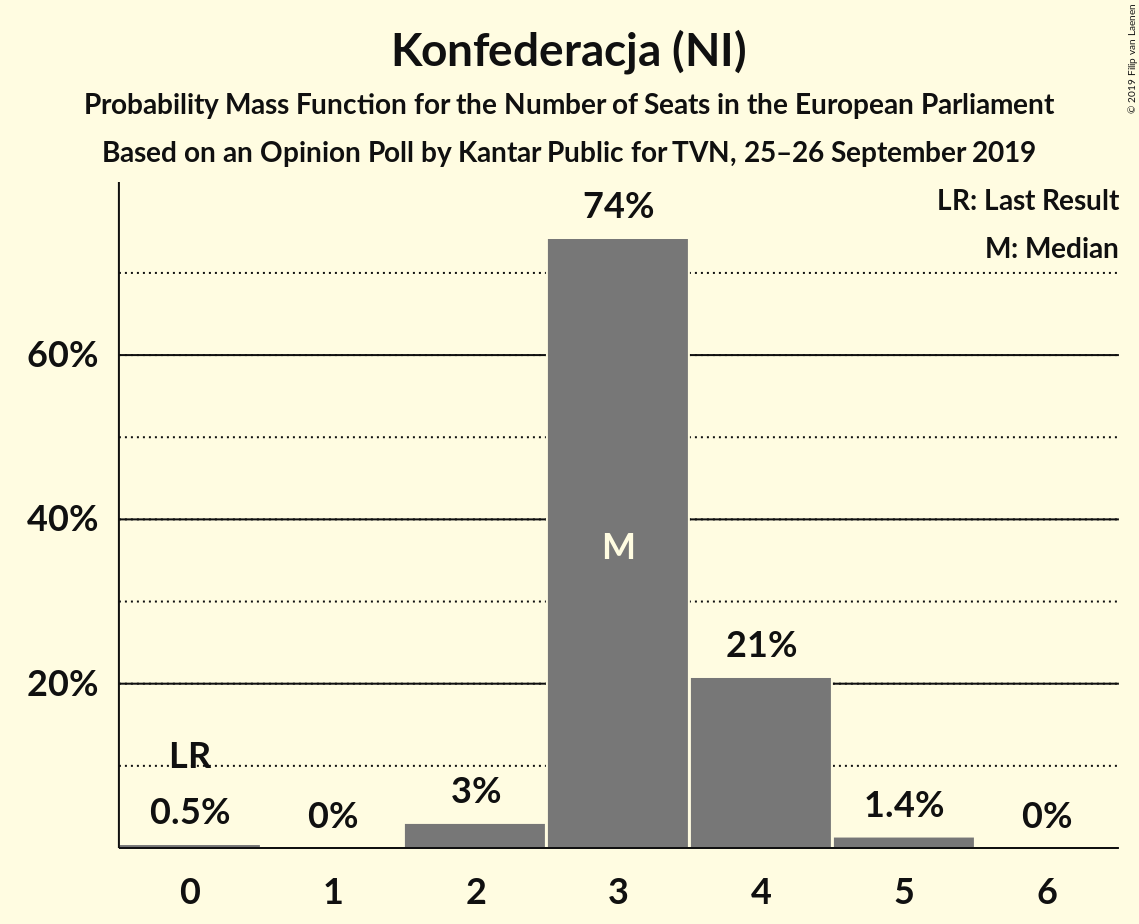 Konfederacja (NI)
Probability Mass Function for the Number of Seats in the European Parliament
Based on an Opinion Poll by Kantar Public for TVN, 25–26 September 2019
© 2019 Filip van Laenen
LR: Last Result
M: Median
74%
60%
40%
M
21%
20%
LR
0.5%
0%
3%
1.4%
0%
0 1 2 3 4 5 6